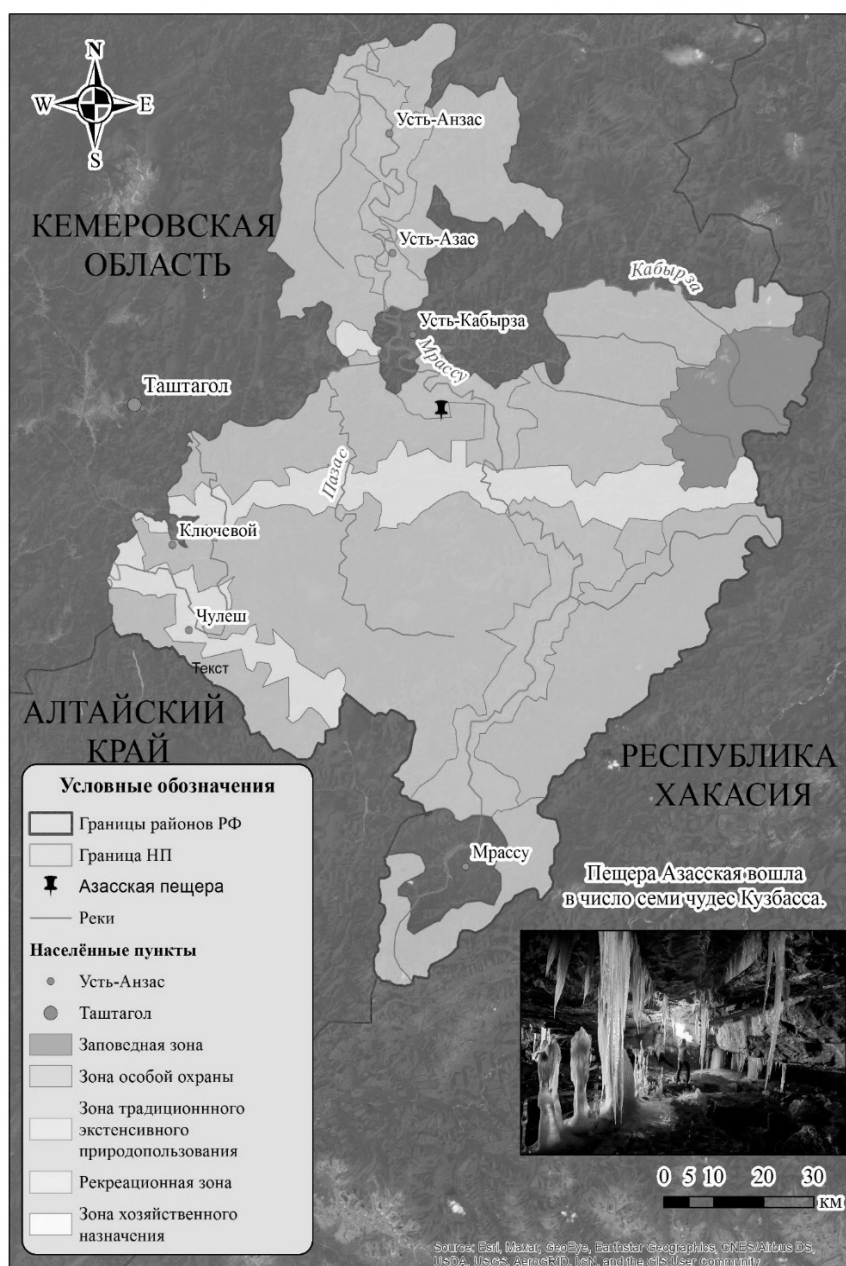 N
W E
S
Усть-Анзас
КЕМЕРОВСКАЯ
ОБЛАСТЬ
Усть-Азас
Кабырза
Усть-Кабырза
Мрассу
Таштагол
Пазас
Ключевой
Чулеш
Текст
АЛТАЙСКИЙ
КРАЙ
РЕСПУБЛИКА
ХАКАСИЯ
Мрассу
Условные обозначения
Границы районов РФ
Граница НП
Азасская пещера
Реки
Населённые пункты
Усть-Анзас
Таштагол
Заповедная зона
Зона особой охраны
Зона традиционнного
экстенсивного
природопользования
Рекреационная зона
Зона хозяйственного
назначения
Пещера Азасская вошла
в число семи чудес Кузбасса.
0 5 10 20 30
км
Source: Esri, Maxar, GeoEye, Earthstar Geographics, CNES/Airbus DS,
USDA, USGS, AeroGRID, IGN, and the GIS User Community